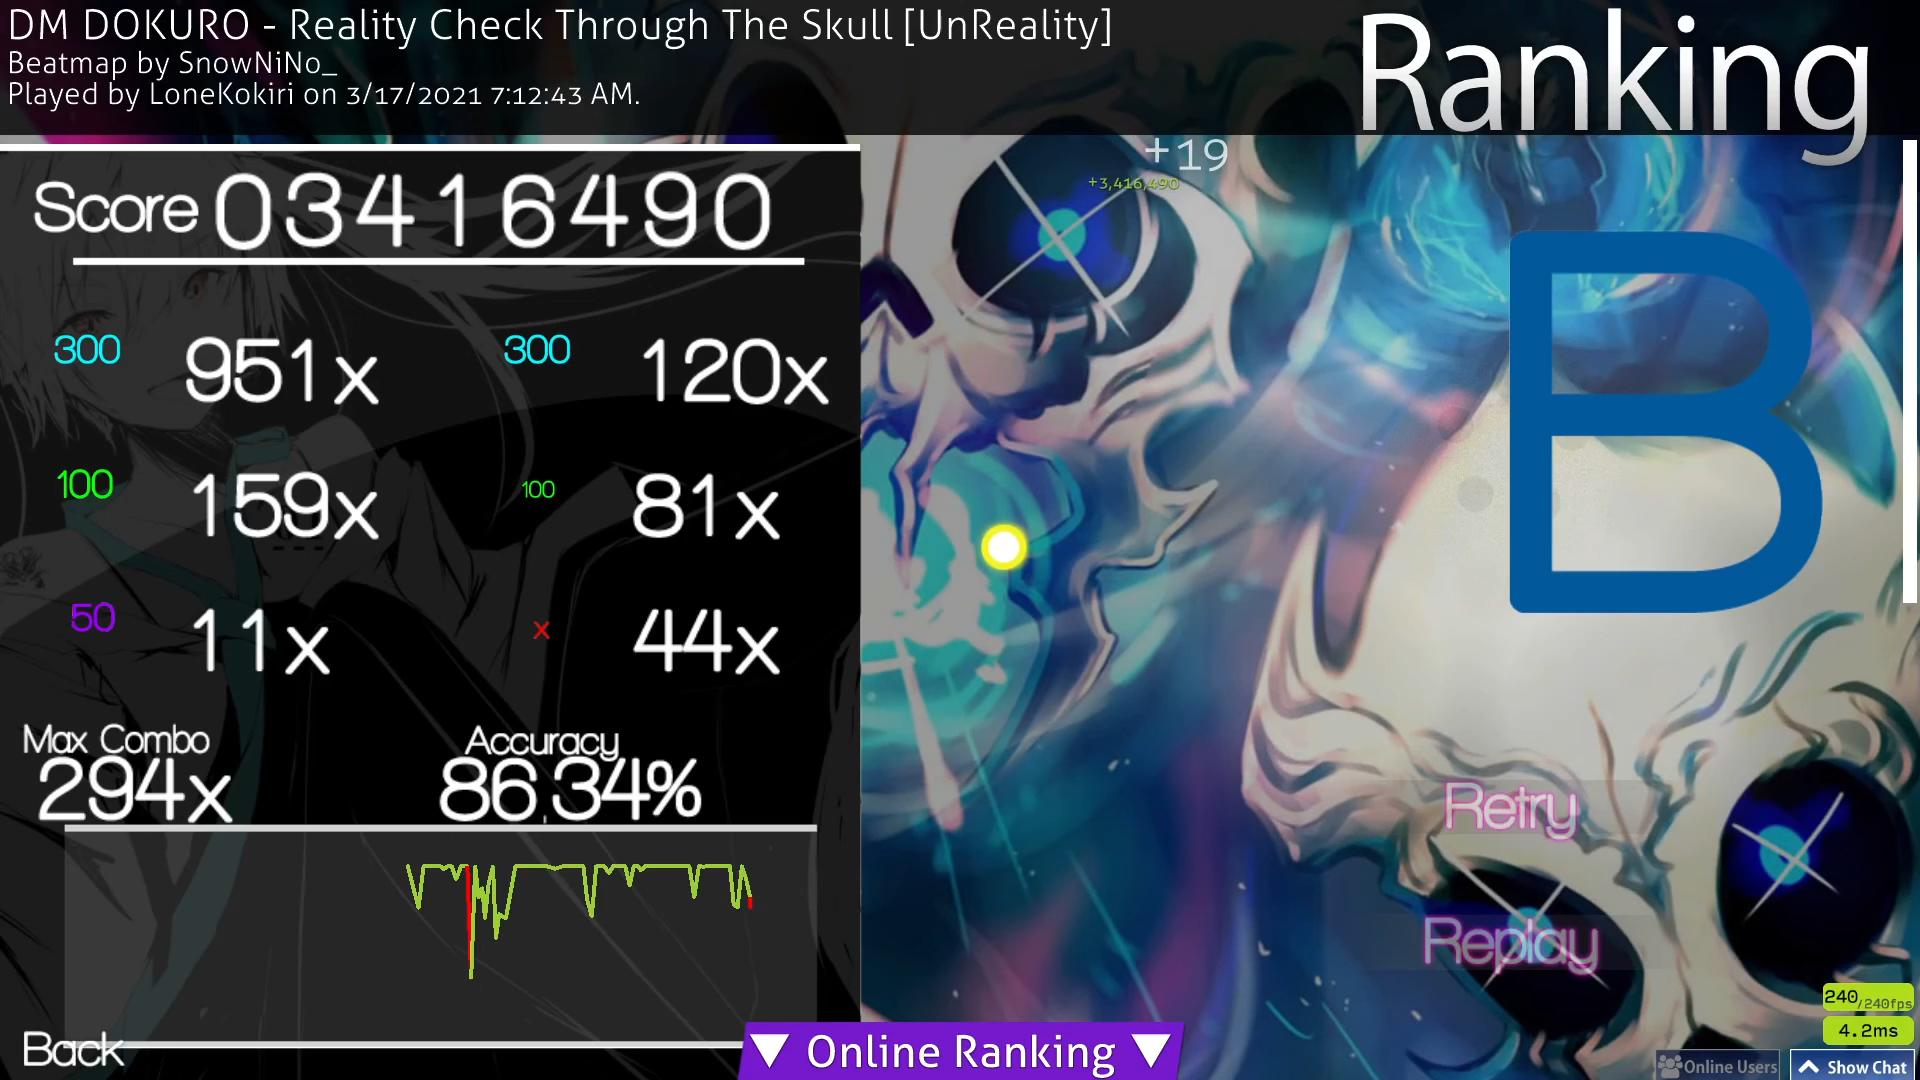 DM DOKURO - Reality Check Through The Skull [UnReality]
Beatmap by SnowNiNo_
Played by LoneKokiri on 3/17/2021 7:12:43 AM.
Ranking
+19
+3,416,490
Score 03416490
300 951x 300 120x
100 159x 100 81x
50 11x x 44x
Max Combo Accuracy
294x 86.34%
Retry
Replay
240/240fps
4.2ms
Back
▼ Online Ranking ▼
Online Users Show Chat
B